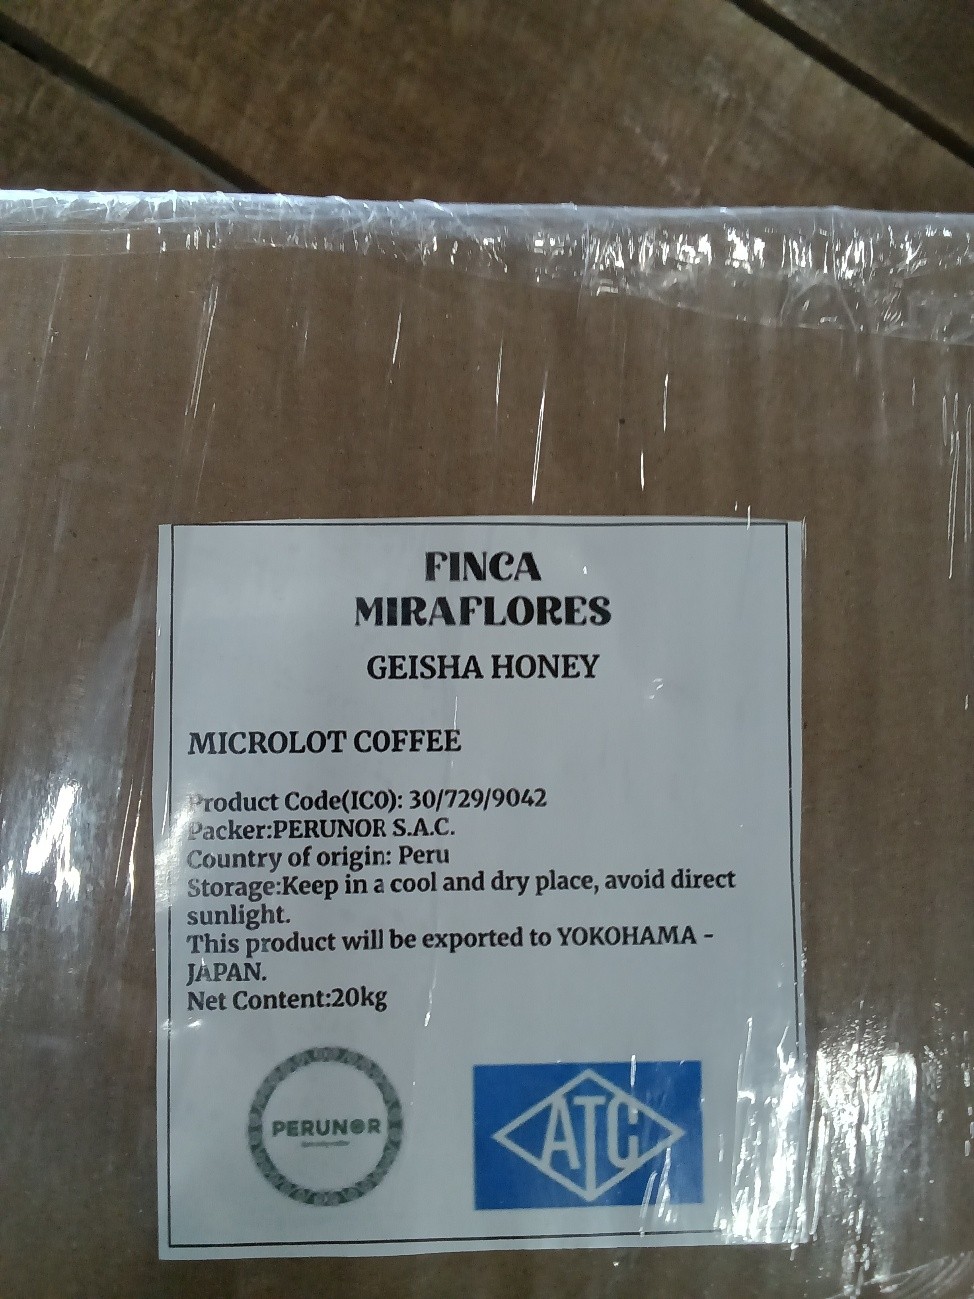 FINCA
MIRAFLORES
GEISHA HONEY
MICROLOT COFFEE
Product Code(ICO): 30/729/9042
Packer:PERUNOR S.A.C.
Country of origin: Peru
Storage:Keep in a cool and dry place, avoid direct
sunlight.
This product will be exported to YOKOHAMA -
JAPAN.
Net Content:20kg
PERUNOR
ATC